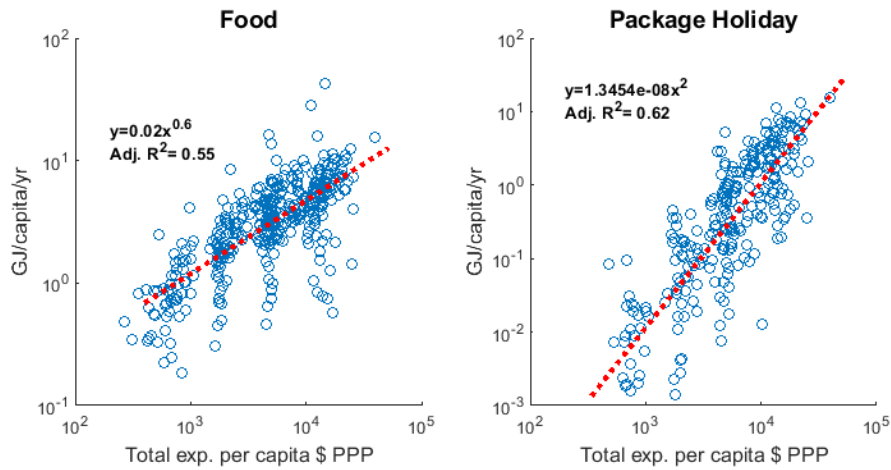 Food
10^2
10^1
10^0
10^-1
GJ/capita/yr
y=0.02x^0.6
Adj. R^2= 0.55
10^2
10^3
10^4
10^5
Total exp. per capita $ PPP
Package Holiday
10^2
10^1
10^0
10^-1
10^-2
10^-3
GJ/capita/yr
y=1.3454e-08x^2
Adj. R^2= 0.62
10^2
10^3
10^4
10^5
Total exp. per capita $ PPP